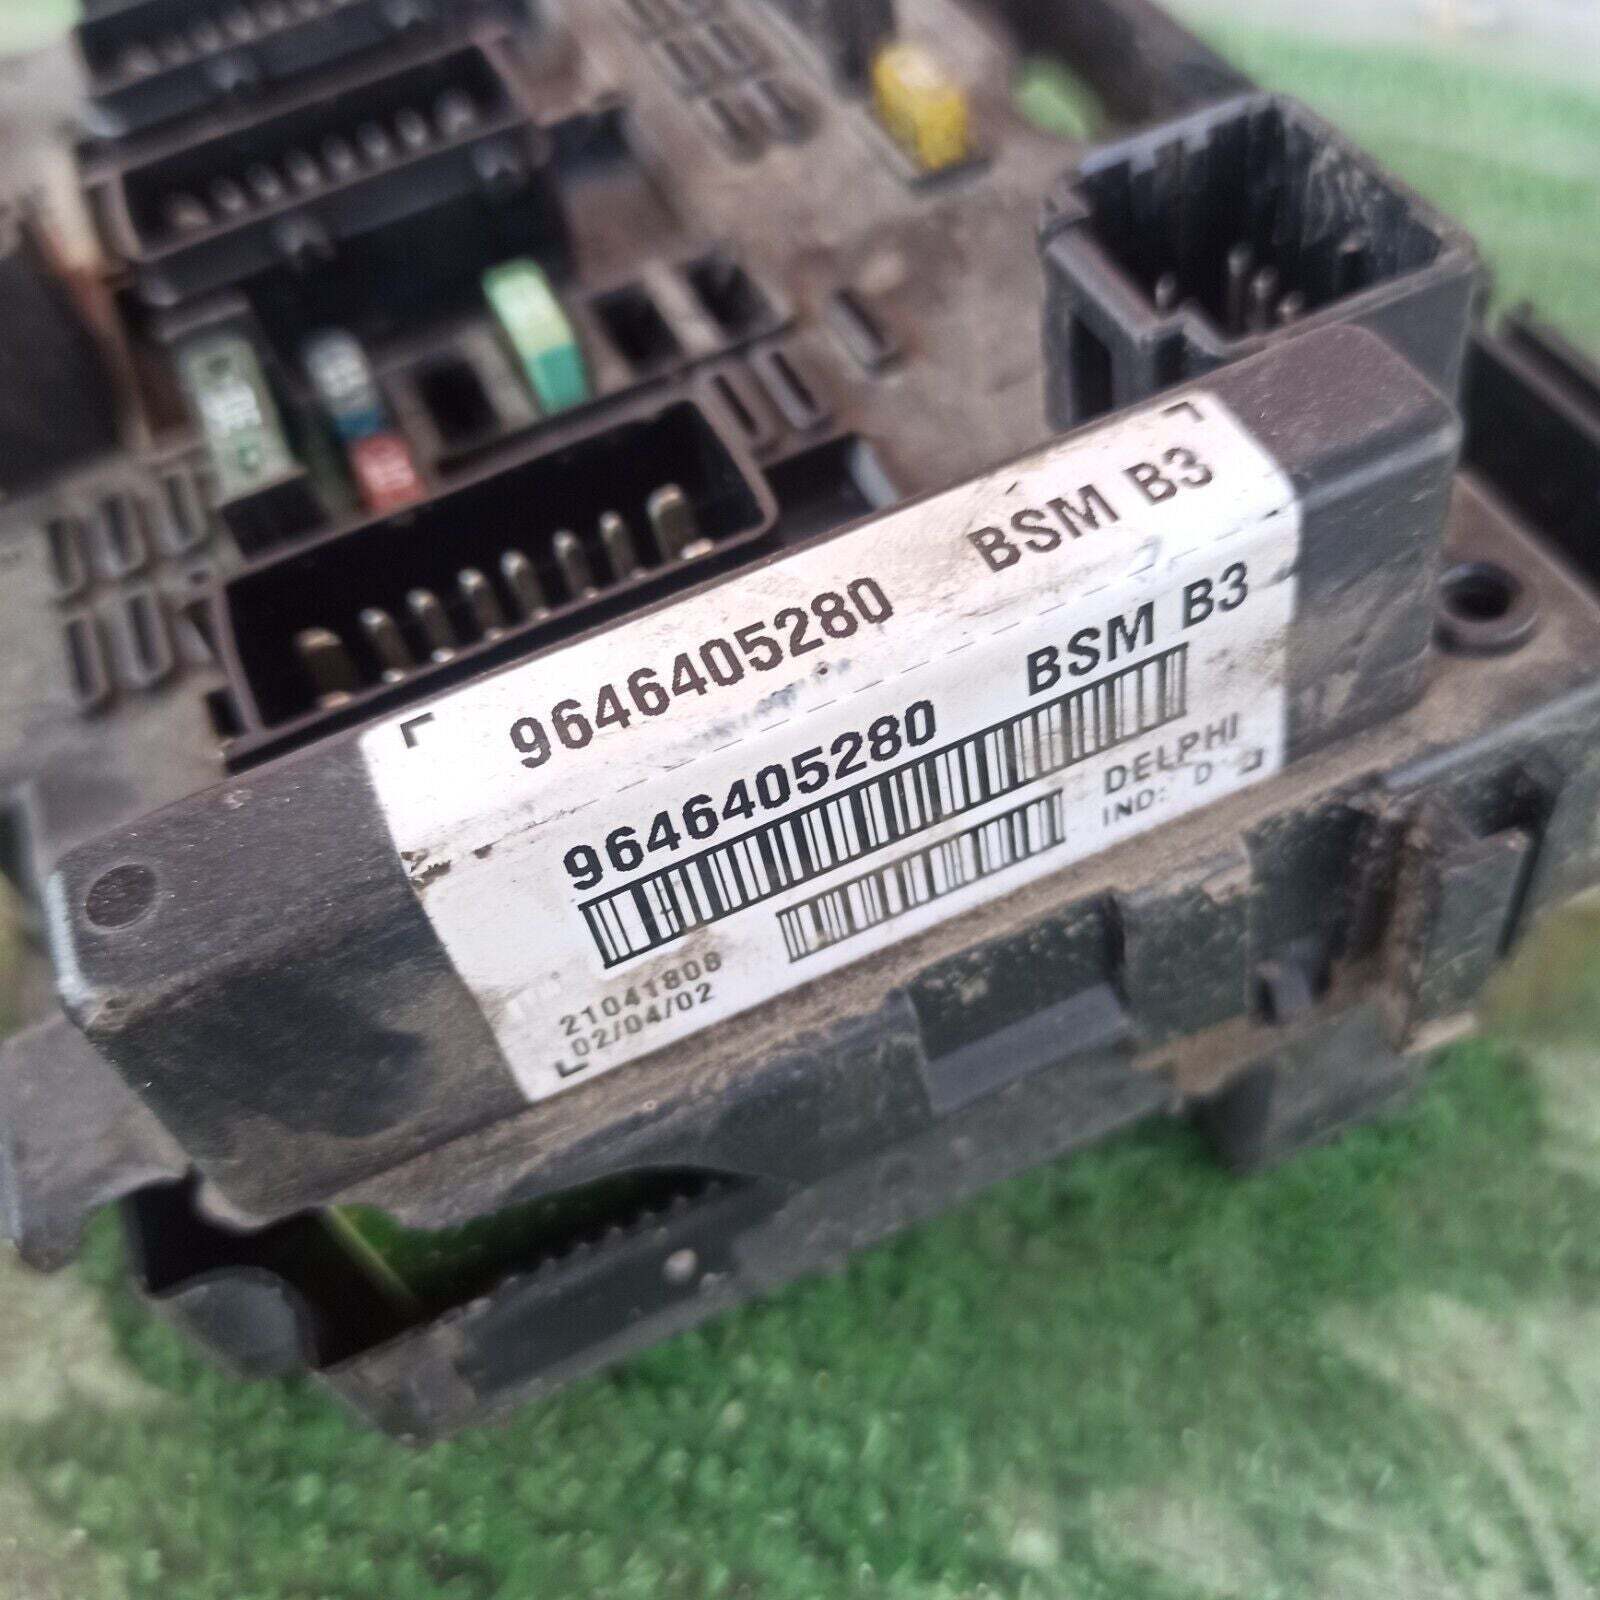 9646405280 BSM B3
9646405280 BSM B3
DELPHI
IND: D
21041808
02/04/02